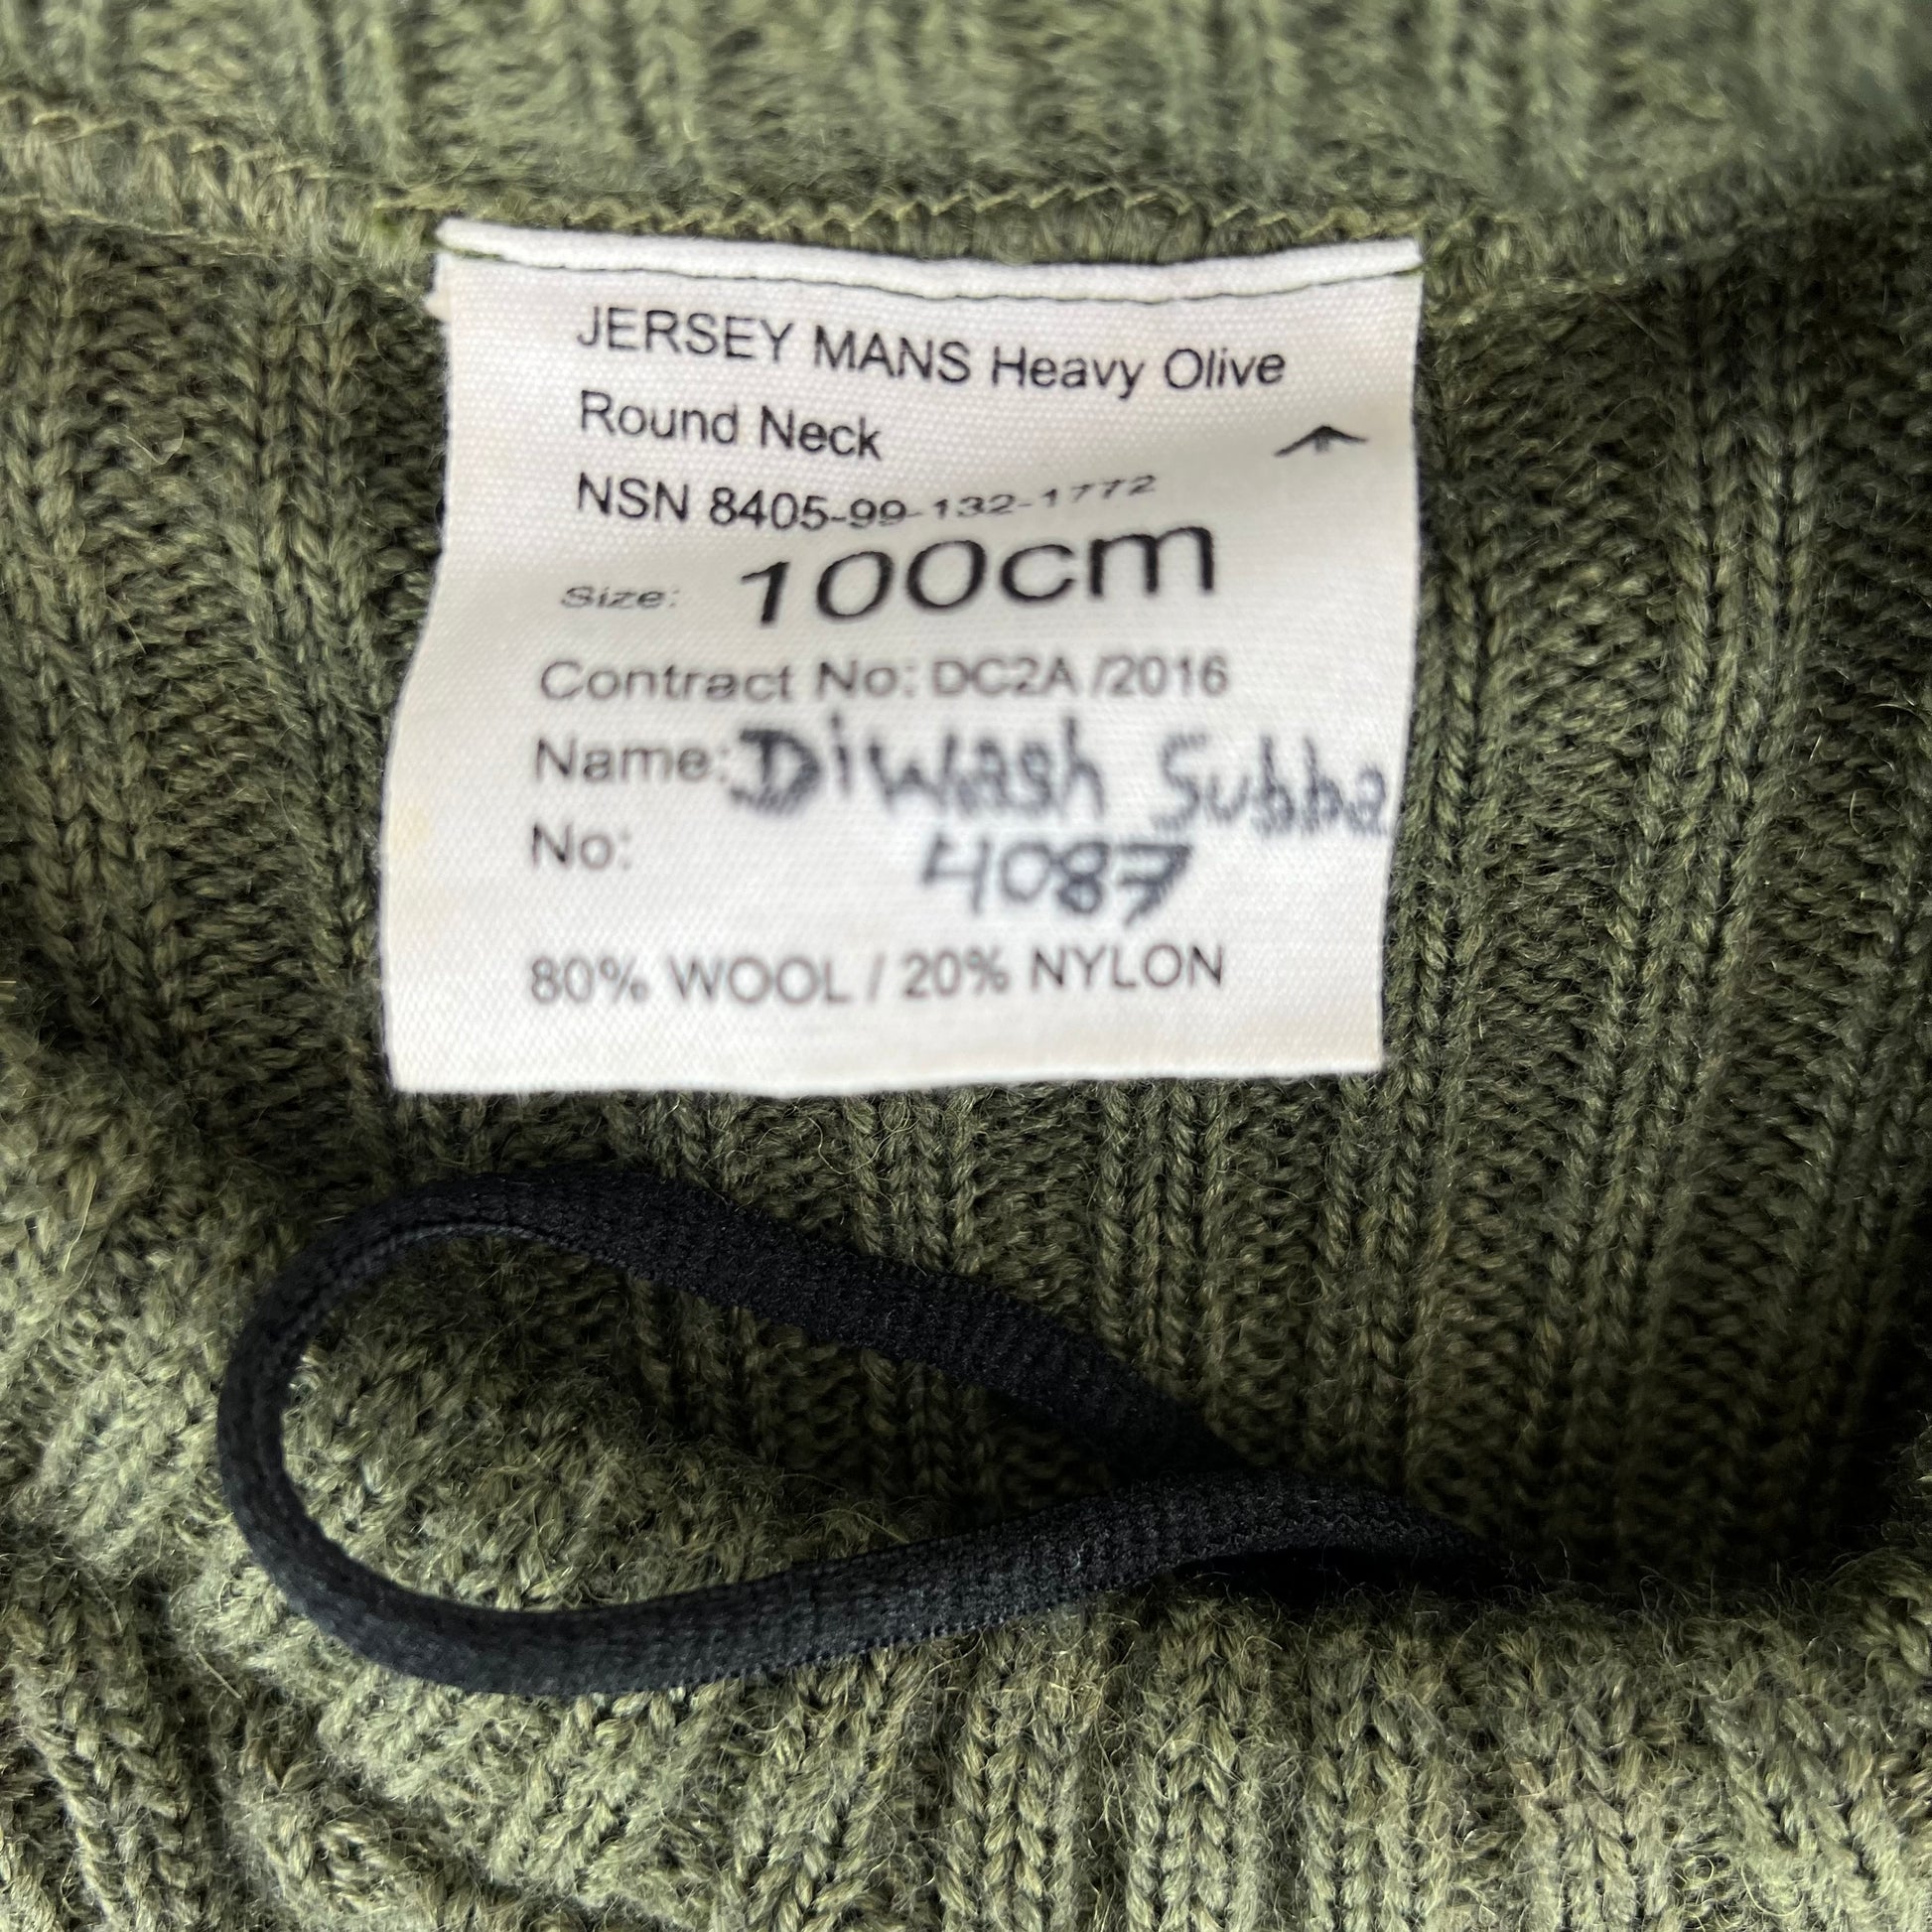 JERSEY MANS Heavy Olive
Round Neck
NSN 8405-99-132-1772
Size: 100cm
Contract No: DC2A /2016
Name: Diwash Subba
No: 4087
80% WOOL / 20% NYLON